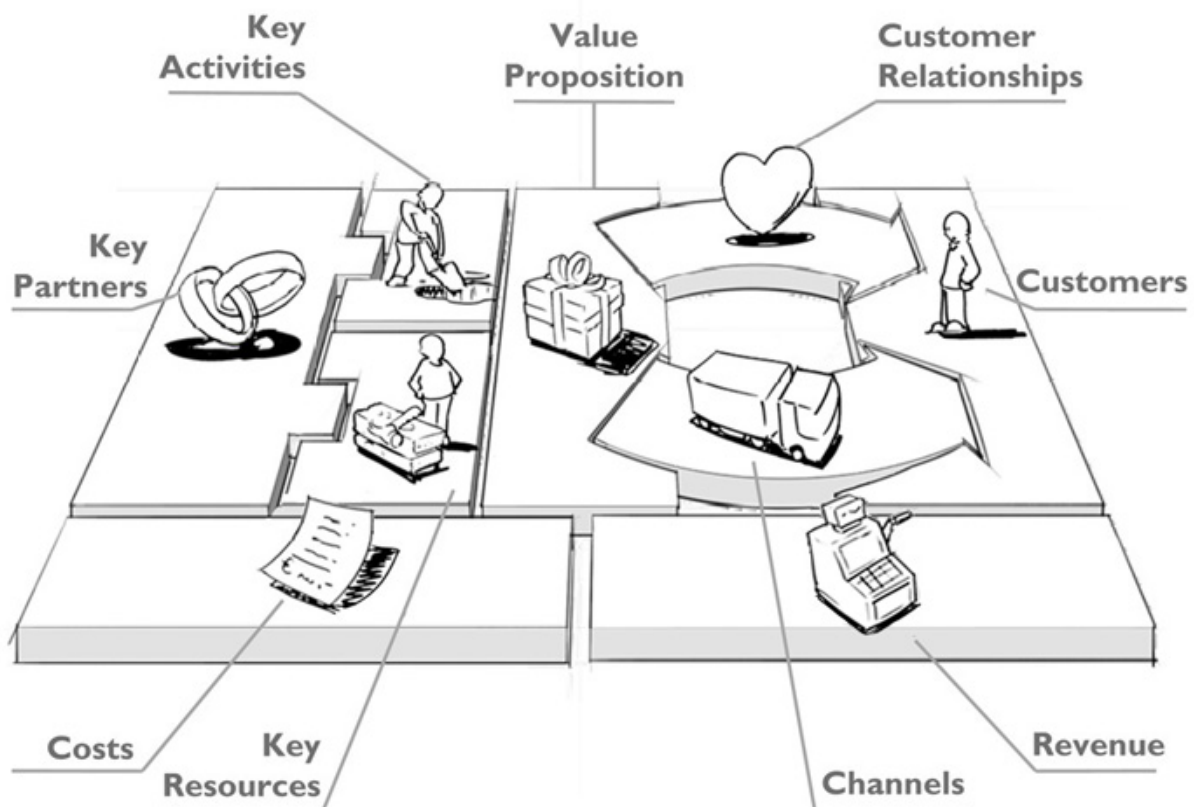 Key
Activities
Value
Proposition
Customer
Relationships
Key
Partners
Customers
Costs
Key
Resources
Channels
Revenue